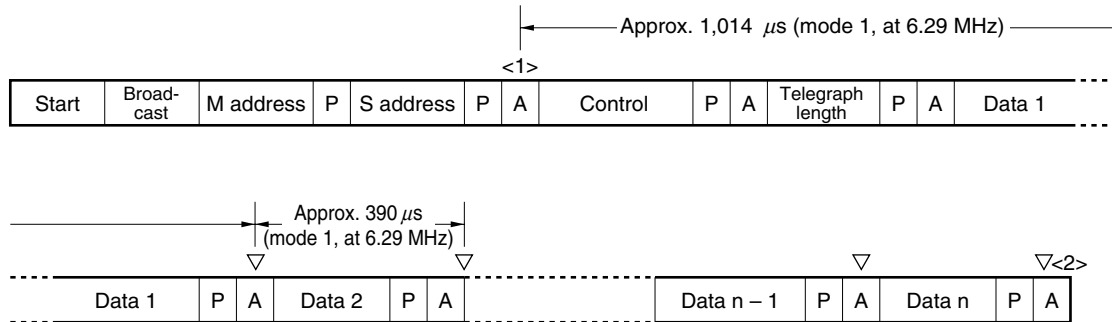 Approx. 1,014 μs (mode 1, at 6.29 MHz)
<1>
Start Broad- cast M address P S address P A Control P A Telegraph length P A Data 1
Approx. 390 μs
(mode 1, at 6.29 MHz)
▽ ▽ ▽ ▽<2>
Data 1 P A Data 2 P A Data n – 1 P A Data n P A